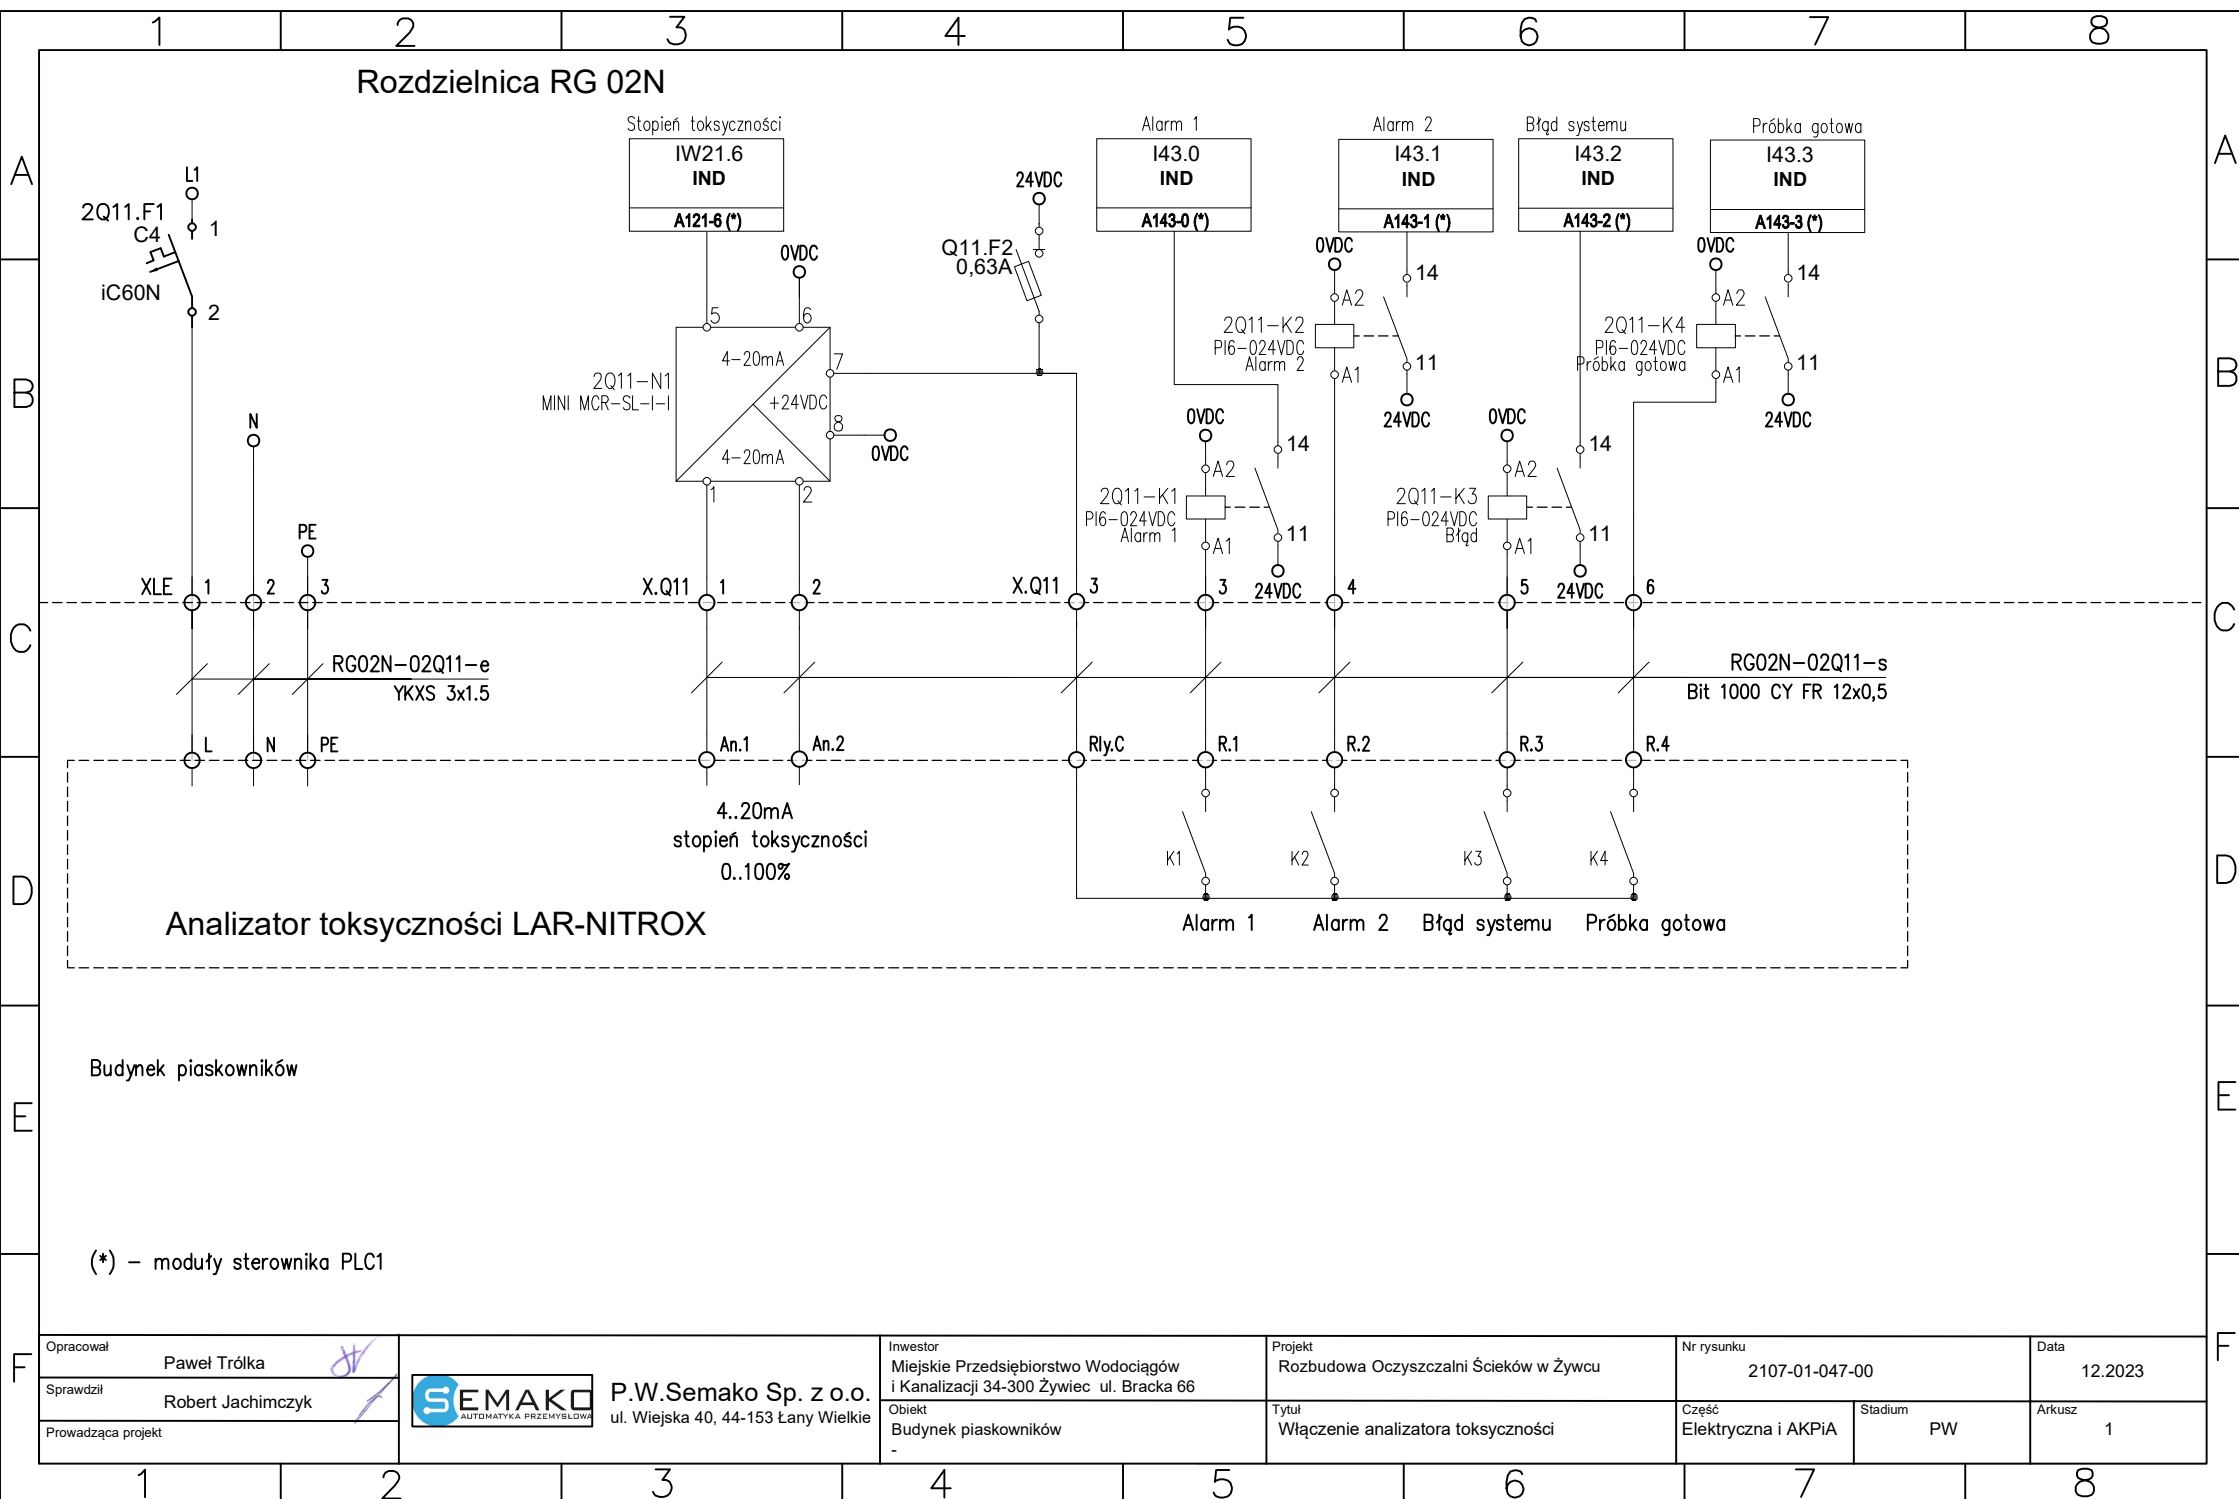 1 2 3 4 5 6 7 8
Rozdzielnica RG 02N
Stopień toksyczności
IW21.6
IND
A121-6 (*)
Alarm 1
I43.0
IND
A143-0 (*)
Alarm 2
I43.1
IND
A143-1 (*)
Błąd systemu
I43.2
IND
A143-2 (*)
Próbka gotowa
I43.3
IND
A143-3 (*)
A
A
L1
2Q11.F1
C4
1
iC60N
2
24VDC
Q11.F2
0,63A
0VDC
5
6
4-20mA
7
2Q11-N1
MINI MCR-SL-I-I
+24VDC
8
0VDC
4-20mA
1
2
0VDC
14
A2
2Q11-K2
PI6-024VDC
Alarm 2
11
A1
24VDC
0VDC
14
A2
2Q11-K4
PI6-024VDC
Próbka gotowa
11
A1
24VDC
B
B
N
PE
0VDC
14
A2
2Q11-K1
PI6-024VDC
Alarm 1
11
A1
24VDC
0VDC
14
A2
2Q11-K3
PI6-024VDC
Błąd
11
A1
24VDC
XLE 1 2 3
X.Q11 1 2
X.Q11 3 3 4 5 6
C
C
RG02N-02Q11-e
YKXS 3x1.5
RG02N-02Q11-s
Bit 1000 CY FR 12x0,5
L N PE An.1 An.2 Rly.C R.1 R.2 R.3 R.4
4..20mA
stopień toksyczności
0..100%
K1 K2 K3 K4
D
D
Analizator toksyczności LAR-NITROX
Alarm 1 Alarm 2 Błąd systemu Próbka gotowa
Budynek piaskowników
E
E
(*) - moduły sterownika PLC1
F
F
Opracował
Paweł Trólka
Sprawdził
Robert Jachimczyk
Prowadząca projekt
SEMAKO
AUTOMATYKA PRZEMYSŁOWA
P.W.Semako Sp. z o.o.
ul. Wiejska 40, 44-153 Łany Wielkie
Inwestor
Miejskie Przedsiębiorstwo Wodociągów
i Kanalizacji 34-300 Żywiec ul. Bracka 66
Obiekt
Budynek piaskowników
-
Projekt
Rozbudowa Oczyszczalni Ścieków w Żywcu
Tytuł
Włączenie analizatora toksyczności
Nr rysunku
2107-01-047-00
Data
12.2023
Część
Elektryczna i AKPiA
Stadium
PW
Arkusz
1
1 2 3 4 5 6 7 8